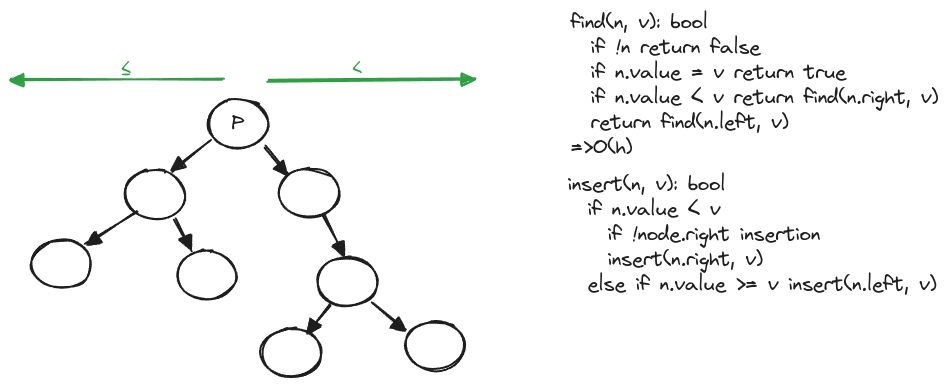 ≤
<
P
find(n, v): bool
if !n return false
if n.value = v return true
if n.value < v return find(n.right, v)
return find(n.left, v)
=>O(h)
insert(n, v): bool
if n.value < v
if !node.right insertion
insert(n.right, v)
else if n.value >= v insert(n.left, v)